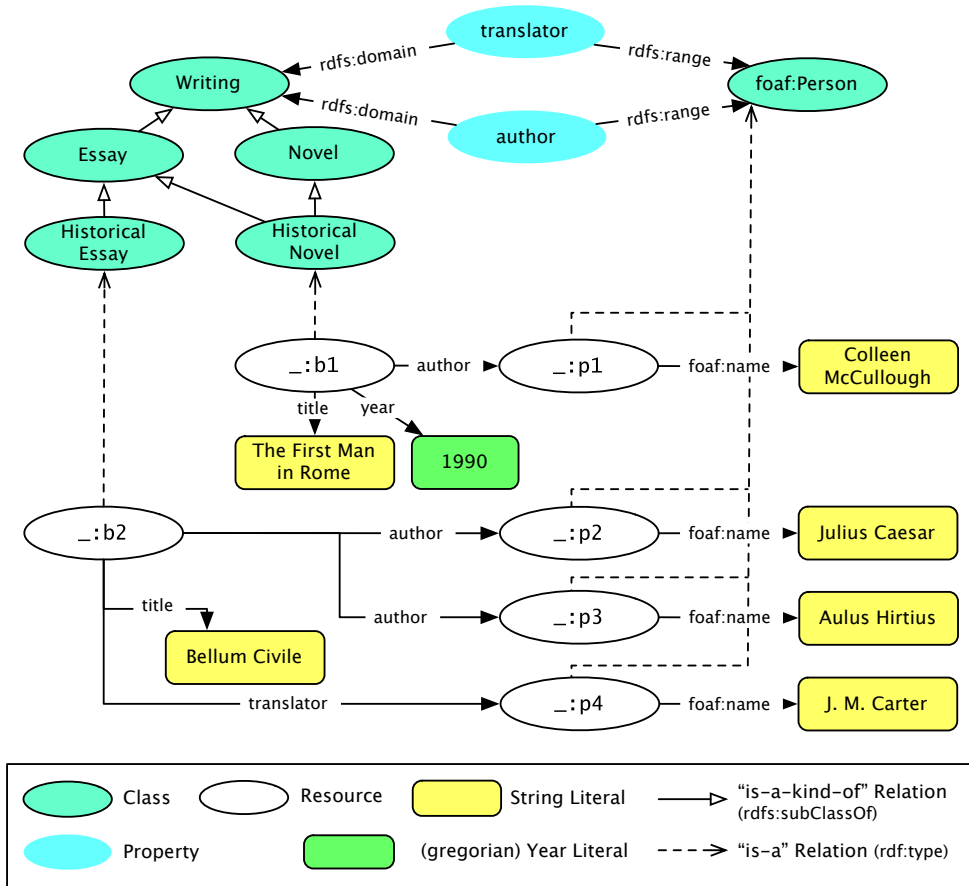 translator
rdfs:domain
rdfs:range
Writing
foaf:Person
rdfs:domain
rdfs:range
author
Essay
Novel
Historical
Essay
Historical
Novel
_:b1
author
_:p1
foaf:name
Colleen
McCullough
title
year
The First Man
in Rome
1990
_:b2
author
_:p2
foaf:name
Julius Caesar
title
author
_:p3
foaf:name
Aulus Hirtius
Bellum Civile
translator
_:p4
foaf:name
J. M. Carter
Class
Resource
String Literal
“is-a-kind-of” Relation
(rdfs:subClassOf)
Property
(gregorian) Year Literal
“is-a” Relation (rdf:type)